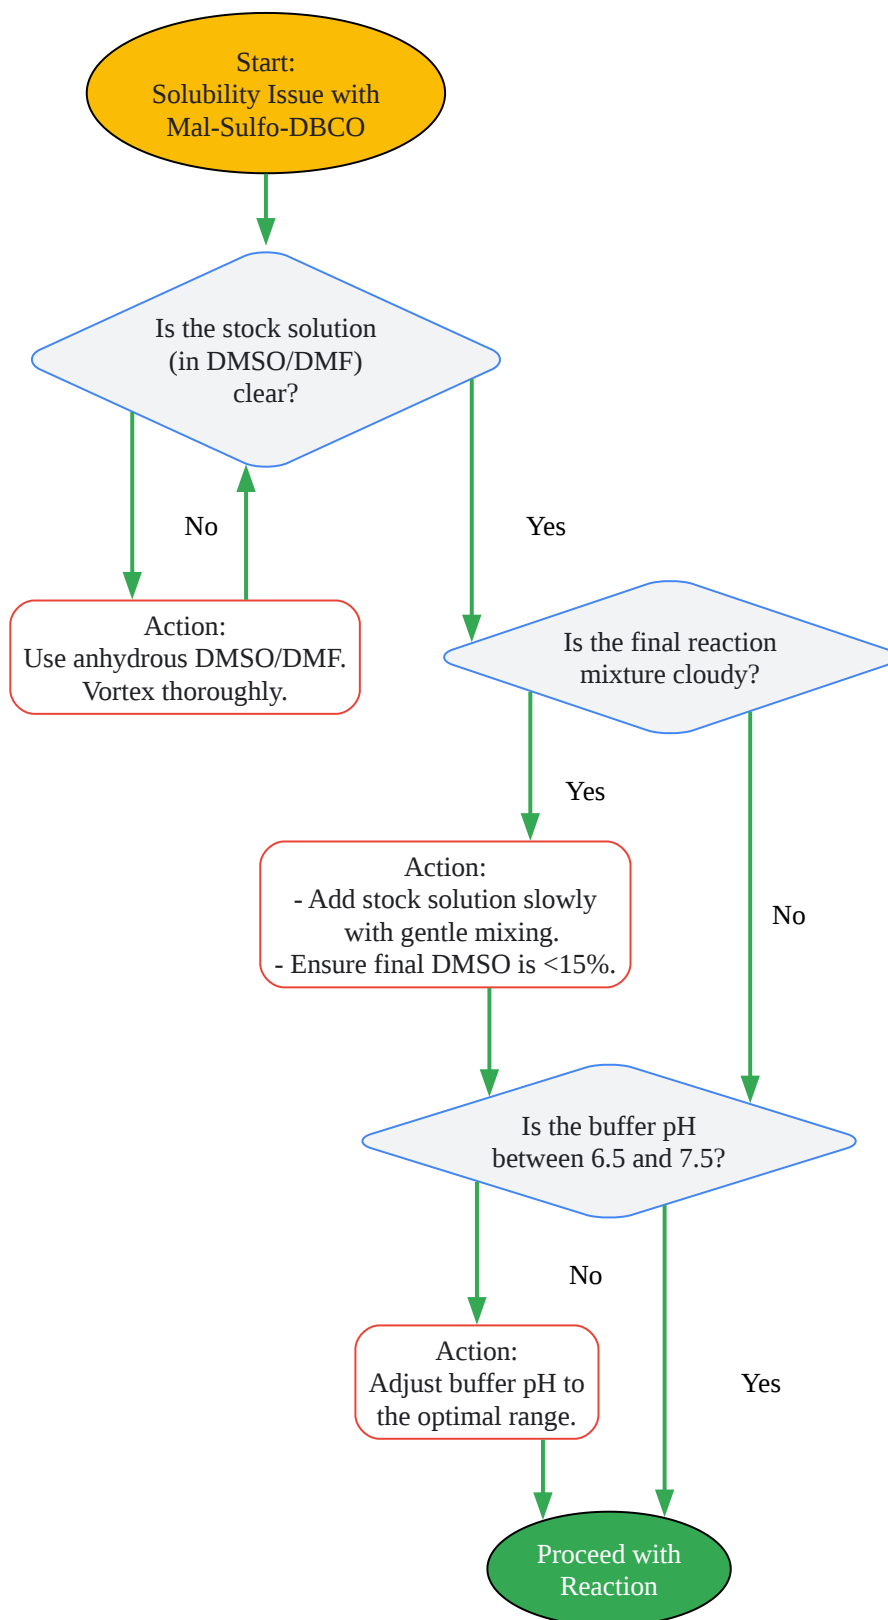 Start:
Solubility Issue with
Mal-Sulfo-DBCO
Is the stock solution
(in DMSO/DMF)
clear?
No
Yes
Action:
Use anhydrous DMSO/DMF.
Vortex thoroughly.
Is the final reaction
mixture cloudy?
Yes
No
Action:
- Add stock solution slowly
with gentle mixing.
- Ensure final DMSO is <15%.
Is the buffer pH
between 6.5 and 7.5?
No
Yes
Action:
Adjust buffer pH to
the optimal range.
Proceed with
Reaction